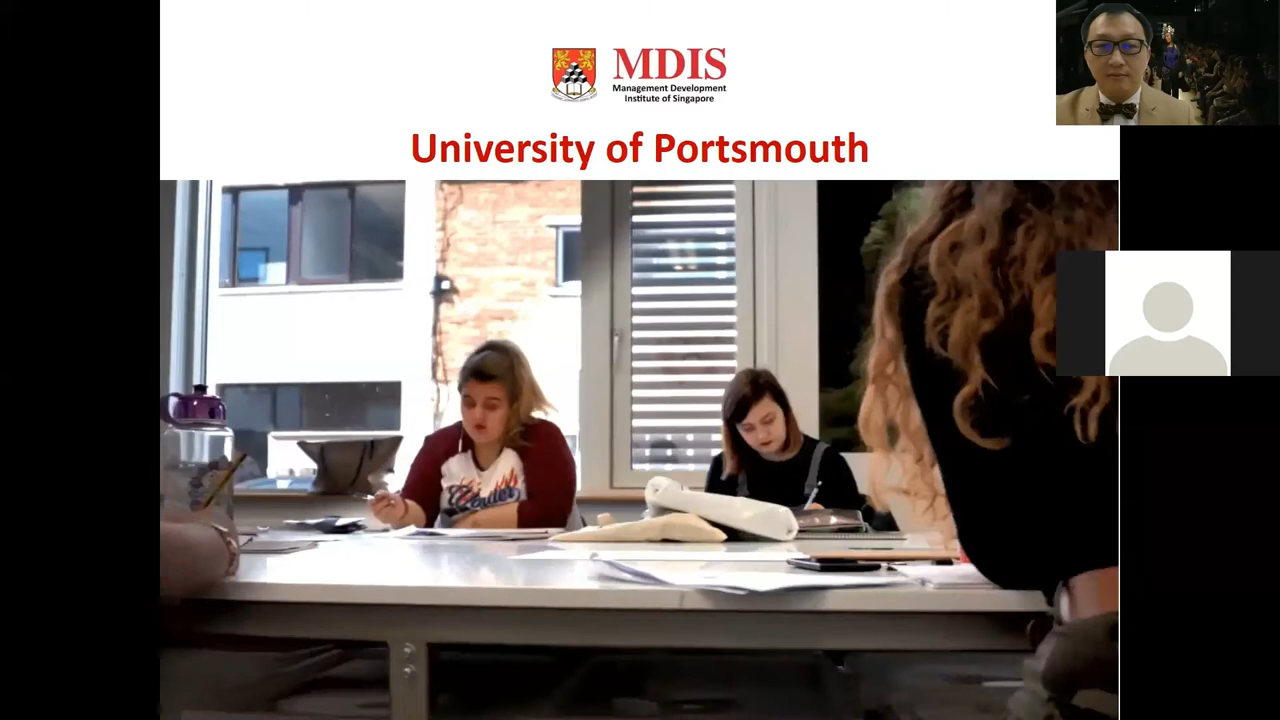 MDIS
Management Development
Institute of Singapore
University of Portsmouth